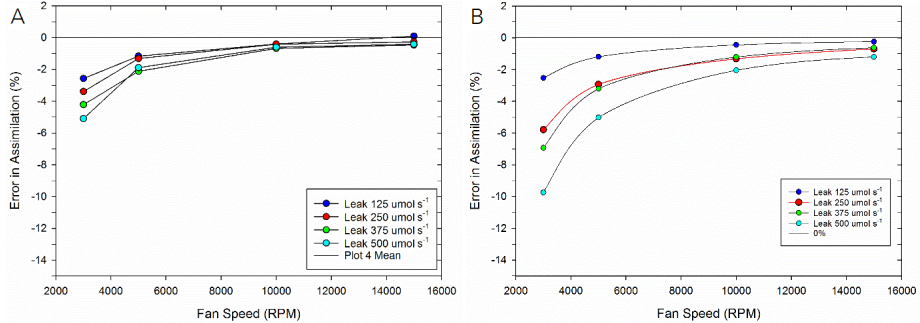 A
Error in Assimilation (%)
2
0
-2
-4
-6
-8
-10
-12
-14
Leak 125 umol s⁻¹
Leak 250 umol s⁻¹
Leak 375 umol s⁻¹
Leak 500 umol s⁻¹
Plot 4 Mean
2000 4000 6000 8000 10000 12000 14000 16000
Fan Speed (RPM)
B
Error in Assimilation (%)
2
0
-2
-4
-6
-8
-10
-12
-14
Leak 125 umol s⁻¹
Leak 250 umol s⁻¹
Leak 375 umol s⁻¹
Leak 500 umol s⁻¹
0%
2000 4000 6000 8000 10000 12000 14000 16000
Fan Speed (RPM)